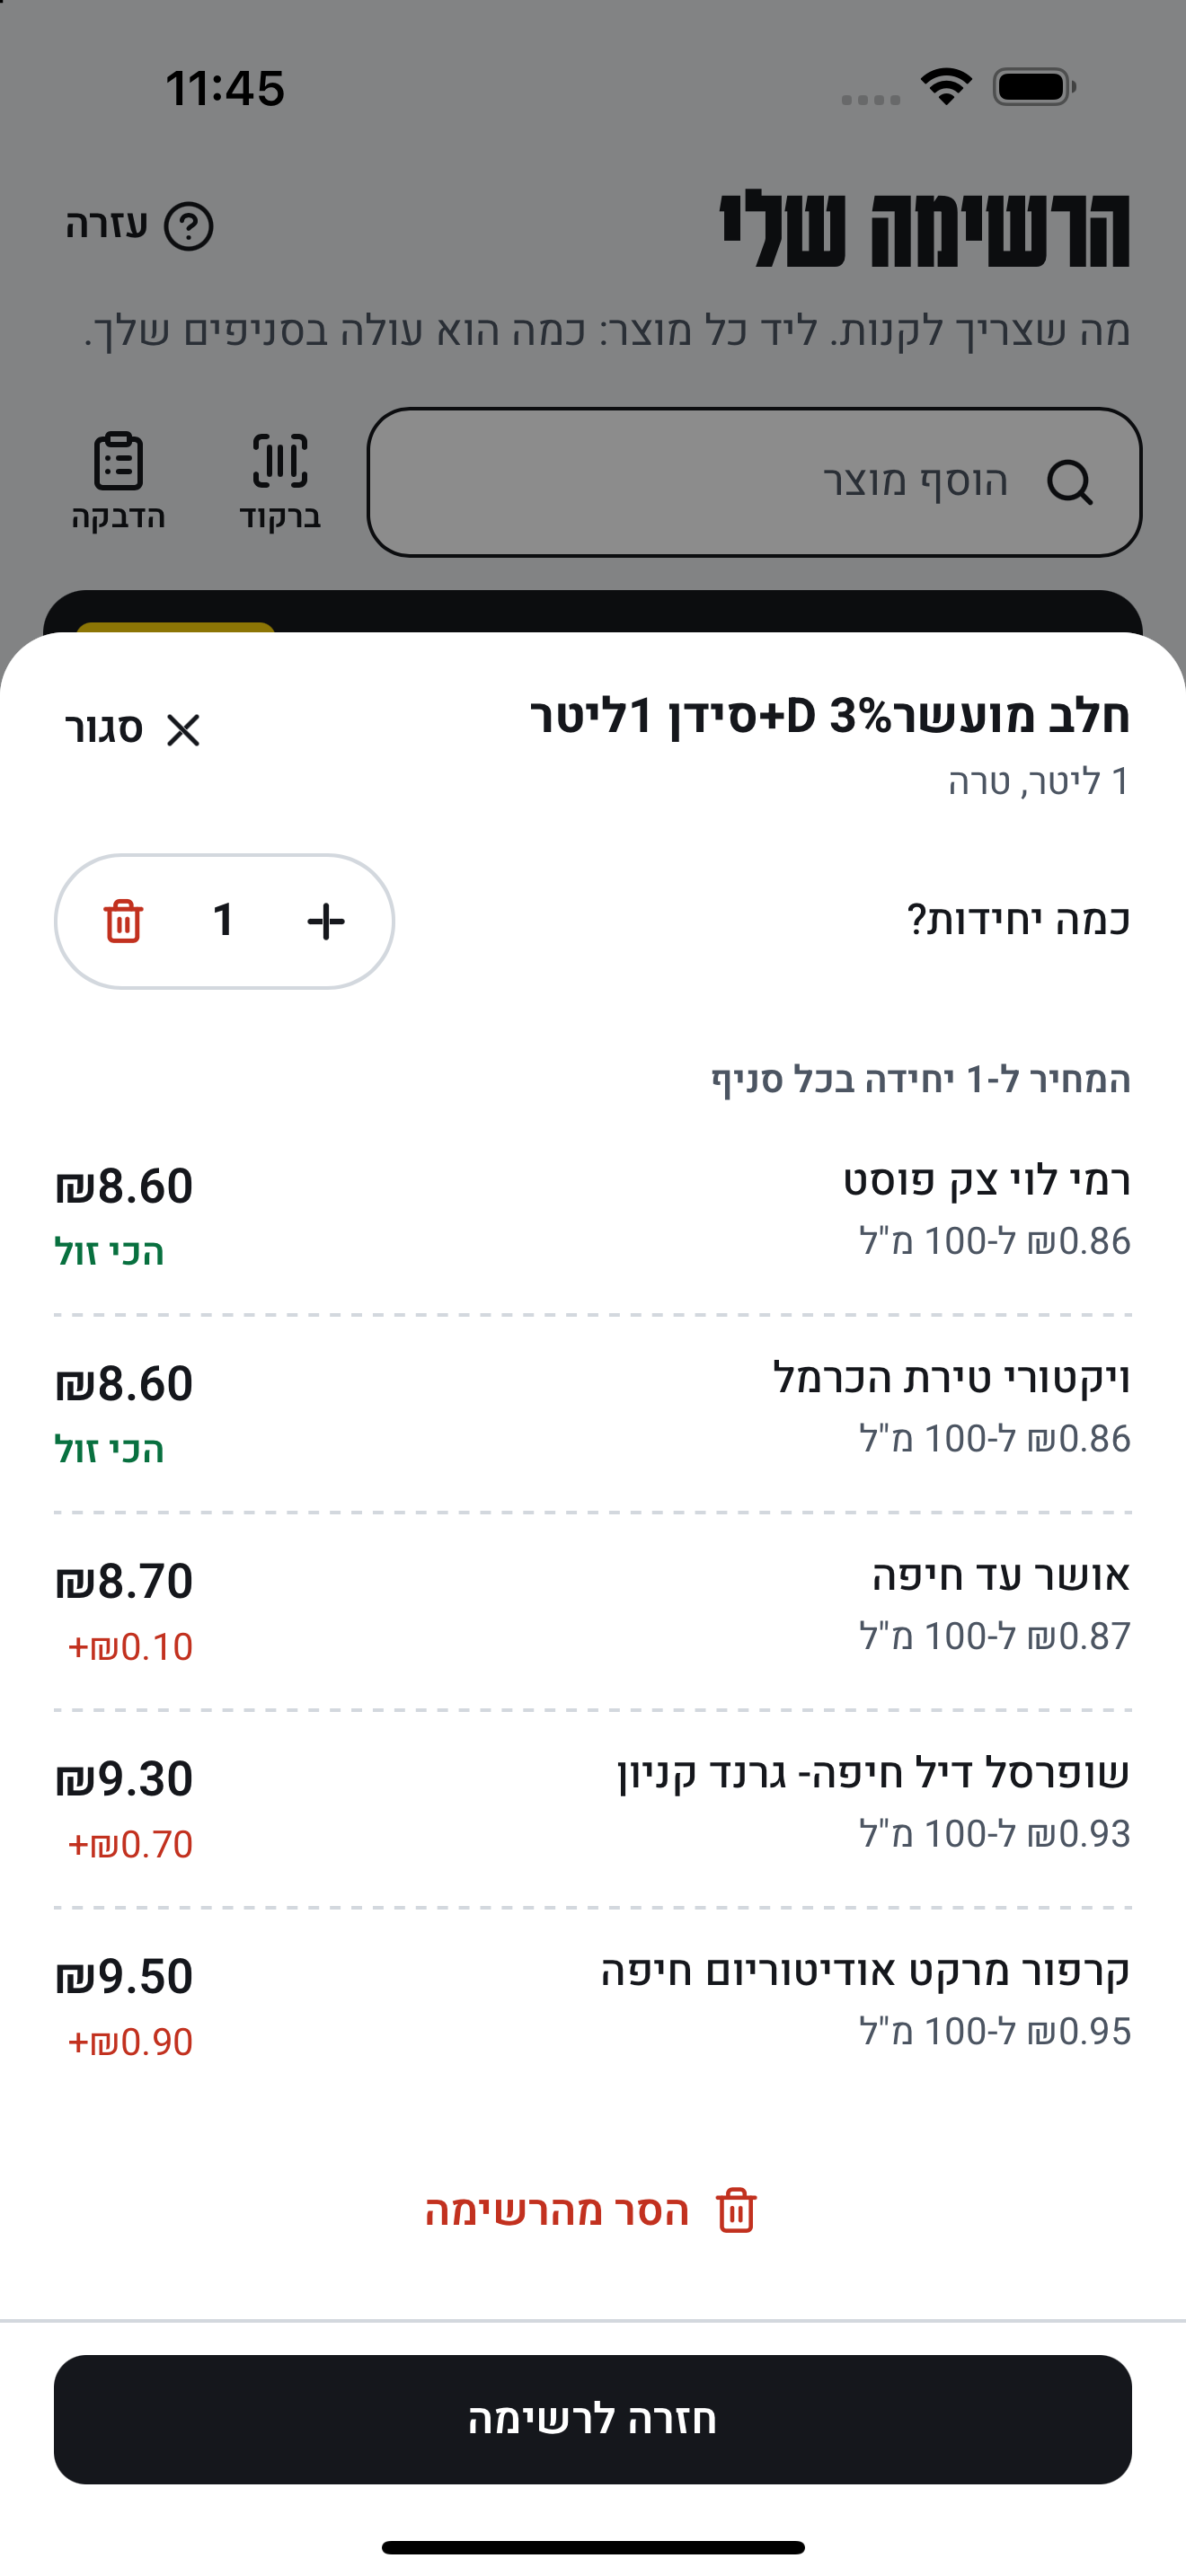 11:45
הרשימה שלי
עזרה
מה שצריך לקנות. ליד כל מוצר: כמה הוא עולה בסניפים שלך.
הוסף מוצר
ברקוד
הדבקה
חלב מועשר3% D+סידן 1ליטר
סגור
1 ליטר, טרה
כמה יחידות?
1
המחיר ל-1 יחידה בכל סניף
רמי לוי צק פוסט
₪8.60
₪0.86 ל-100 מ"ל
הכי זול
ויקטורי טירת הכרמל
₪8.60
₪0.86 ל-100 מ"ל
הכי זול
אושר עד חיפה
₪8.70
₪0.87 ל-100 מ"ל
+₪0.10
שופרסל דיל חיפה- גרנד קניון
₪9.30
₪0.93 ל-100 מ"ל
+₪0.70
קרפור מרקט אודיטוריום חיפה
₪9.50
₪0.95 ל-100 מ"ל
+₪0.90
הסר מהרשימה
חזרה לרשימה